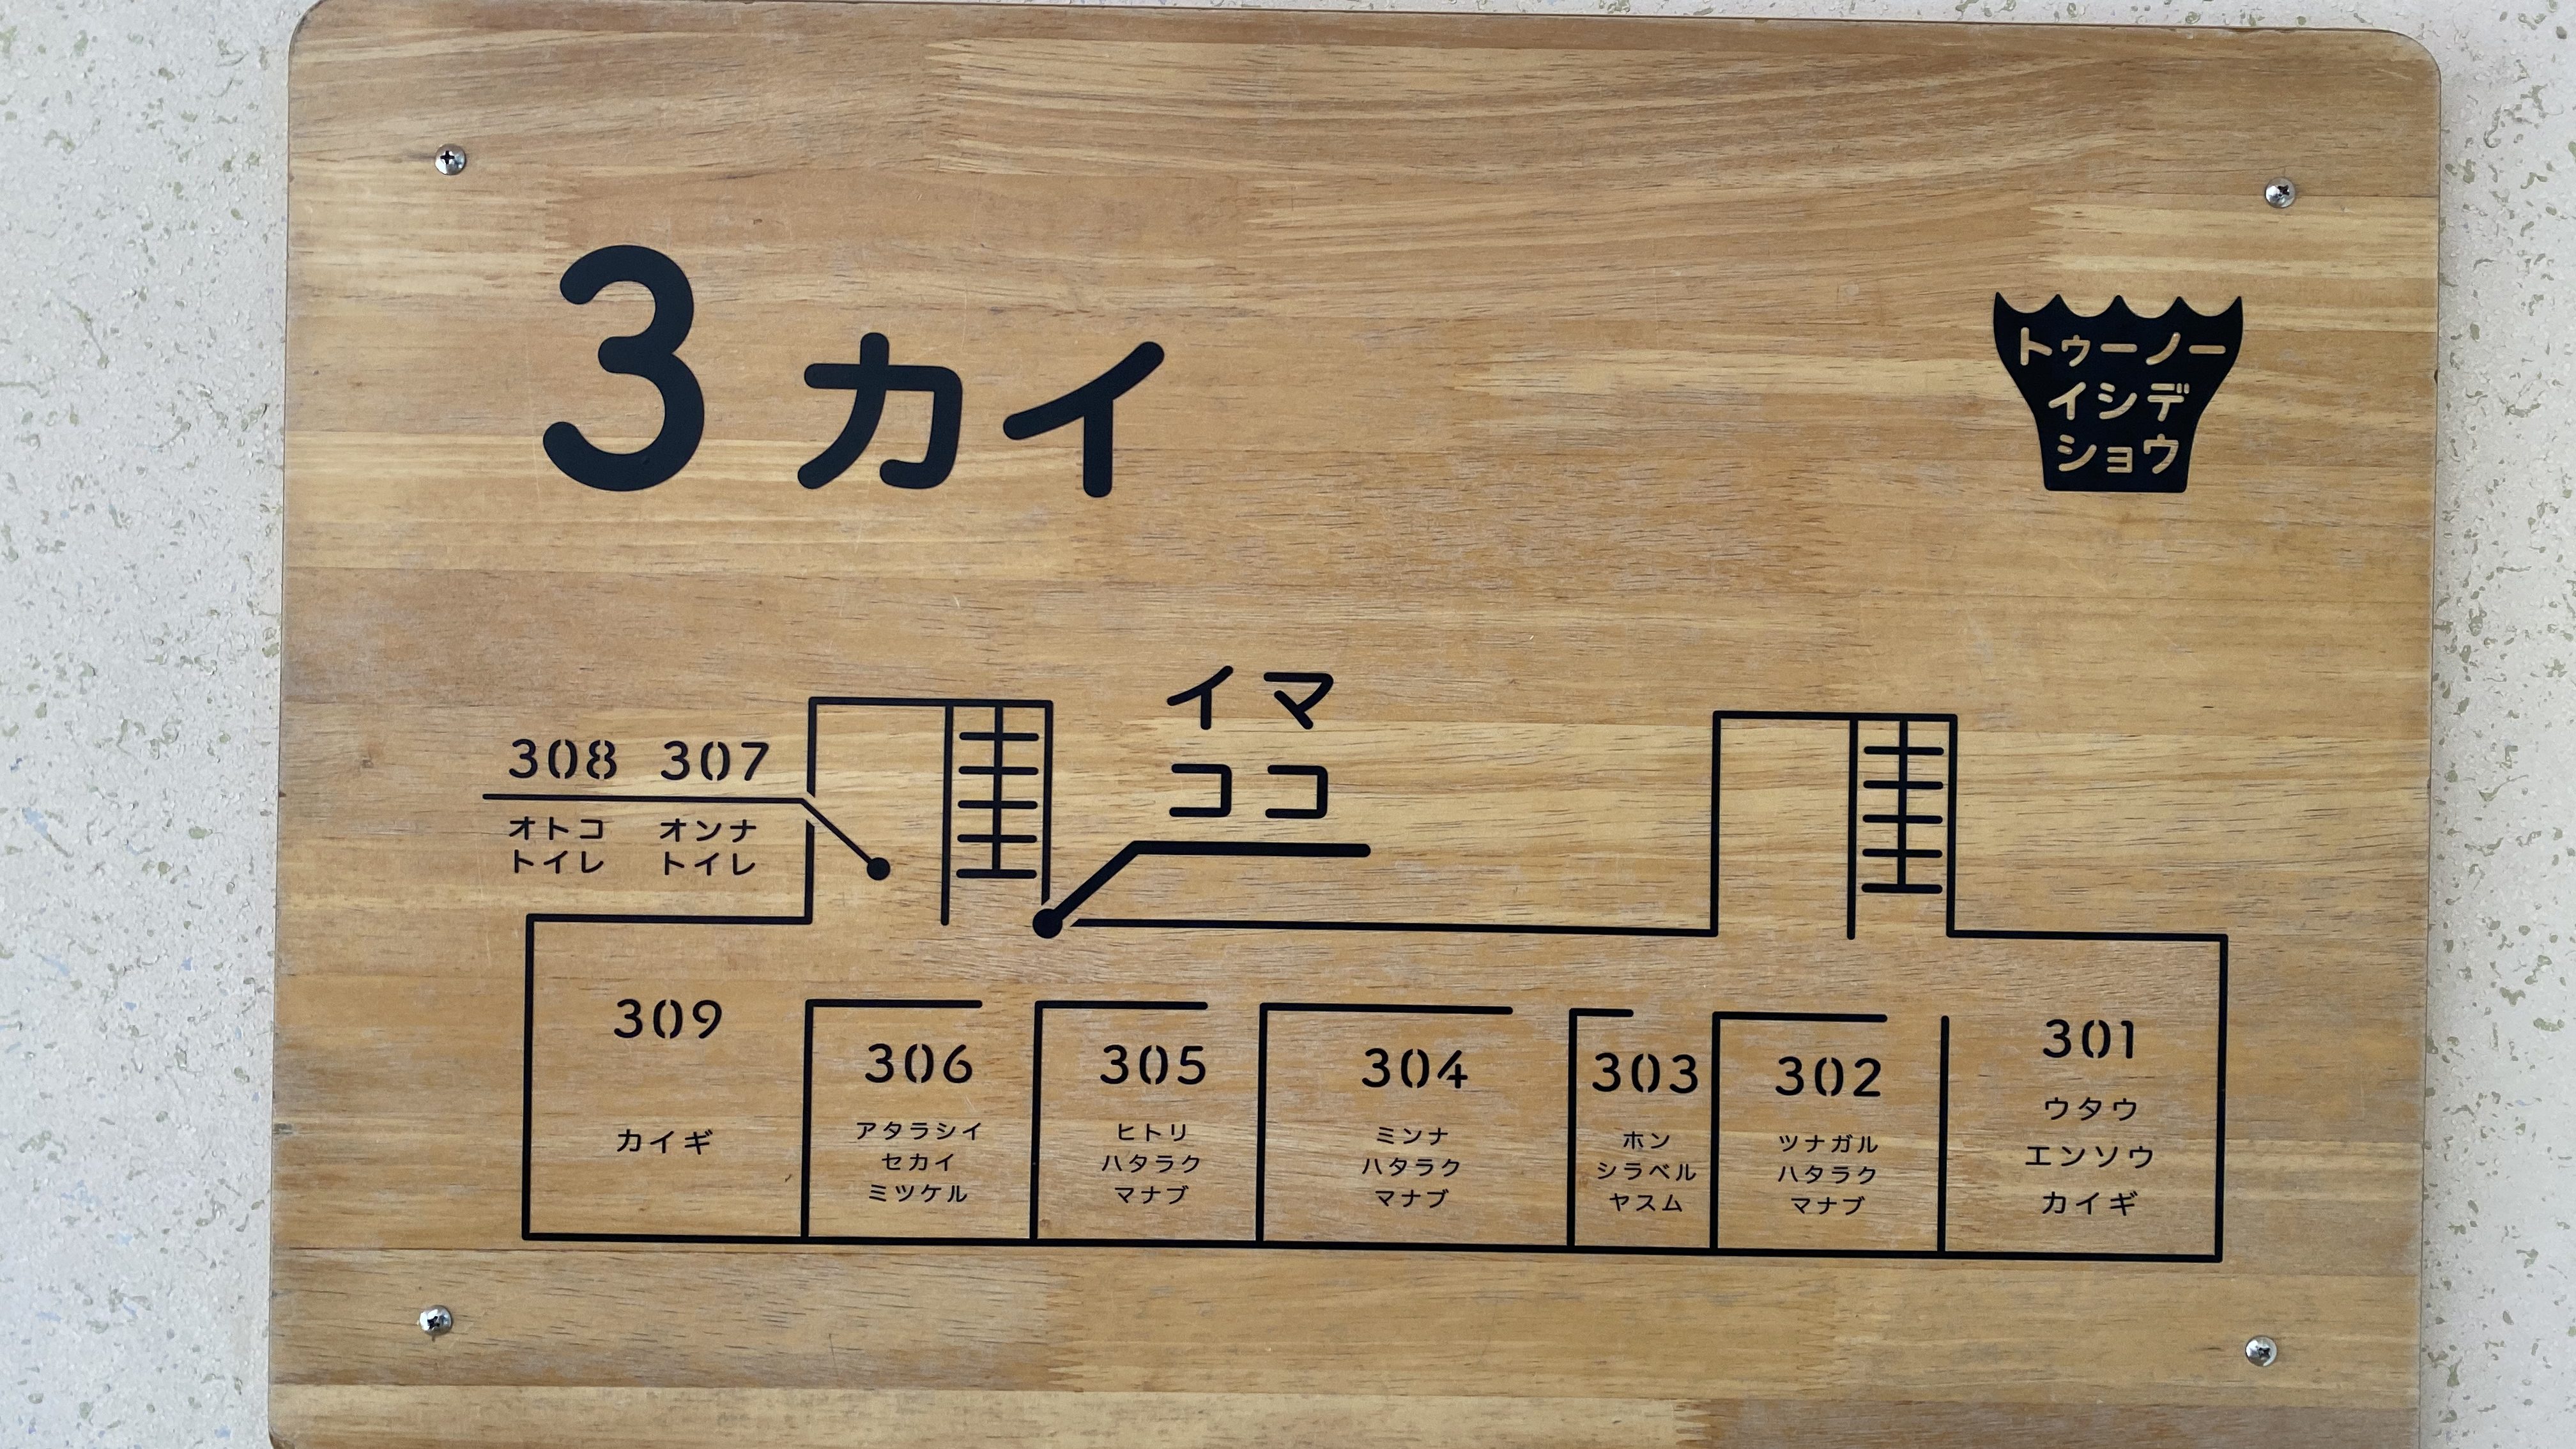 3カイ
トゥーノー
イシデ
ショウ
イマ
ココ
308 307
オトコ オンナ
トイレ トイレ
309
カイギ
306
アタラシイ
セカイ
ミツケル
305
ヒトリ
ハタラク
マナブ
304
ミンナ
ハタラク
マナブ
303
ホン
シラベル
ヤスム
302
ツナガル
ハタラク
マナブ
301
ウタウ
エンソウ
カイギ